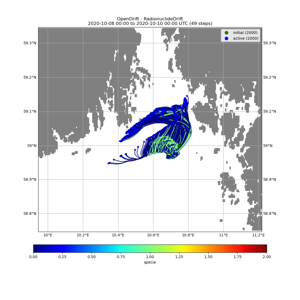 OpenDrift - RadionuclideDrift
2020-10-08 00:00 to 2020-10-10 00:00 UTC (49 steps)
initial (2000)
active (2000)
59.3°N
59.3°N
59.2°N
59.2°N
59.1°N
59.1°N
59°N
59°N
58.9°N
58.9°N
58.8°N
58.8°N
10°E
10.2°E
10.4°E
10.6°E
10.8°E
11°E
11.2°E
0.00
0.25
0.50
0.75
1.00
1.25
1.50
1.75
2.00
specie